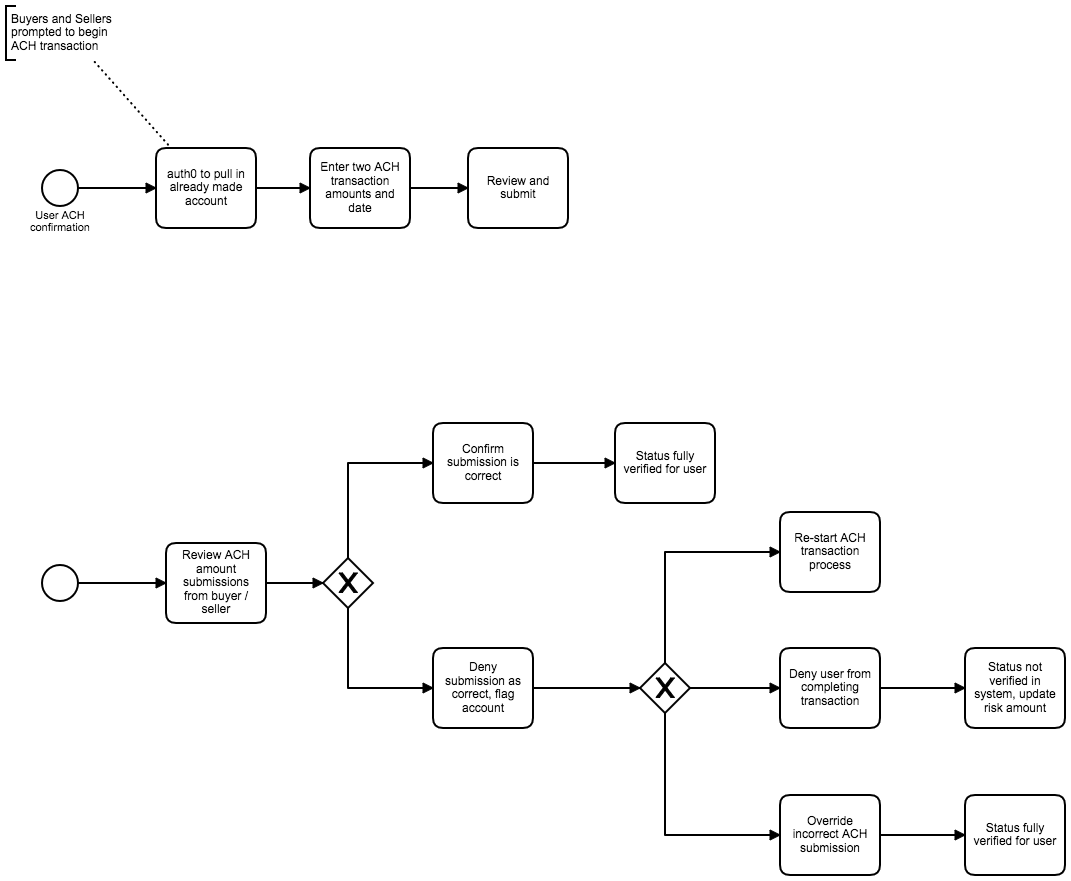 Buyers and Sellers
prompted to begin
ACH transaction
auth0 to pull in
already made
account
Enter two ACH
transaction
amounts and
date
Review and
submit
User ACH
confirmation
Confirm
submission is
correct
Status fully
verified for user
Re-start ACH
transaction
process
Review ACH
amount
submissions
from buyer /
seller
X
Deny
submission as
correct, flag
account
X
Deny user from
completing
transaction
Status not
verified in
system, update
risk amount
Override
incorrect ACH
submission
Status fully
verified for user